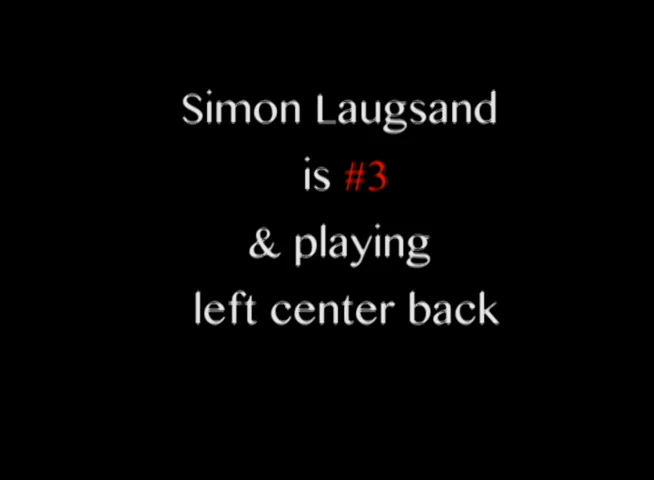 Simon Laugsand
is #3
& playing
left center back